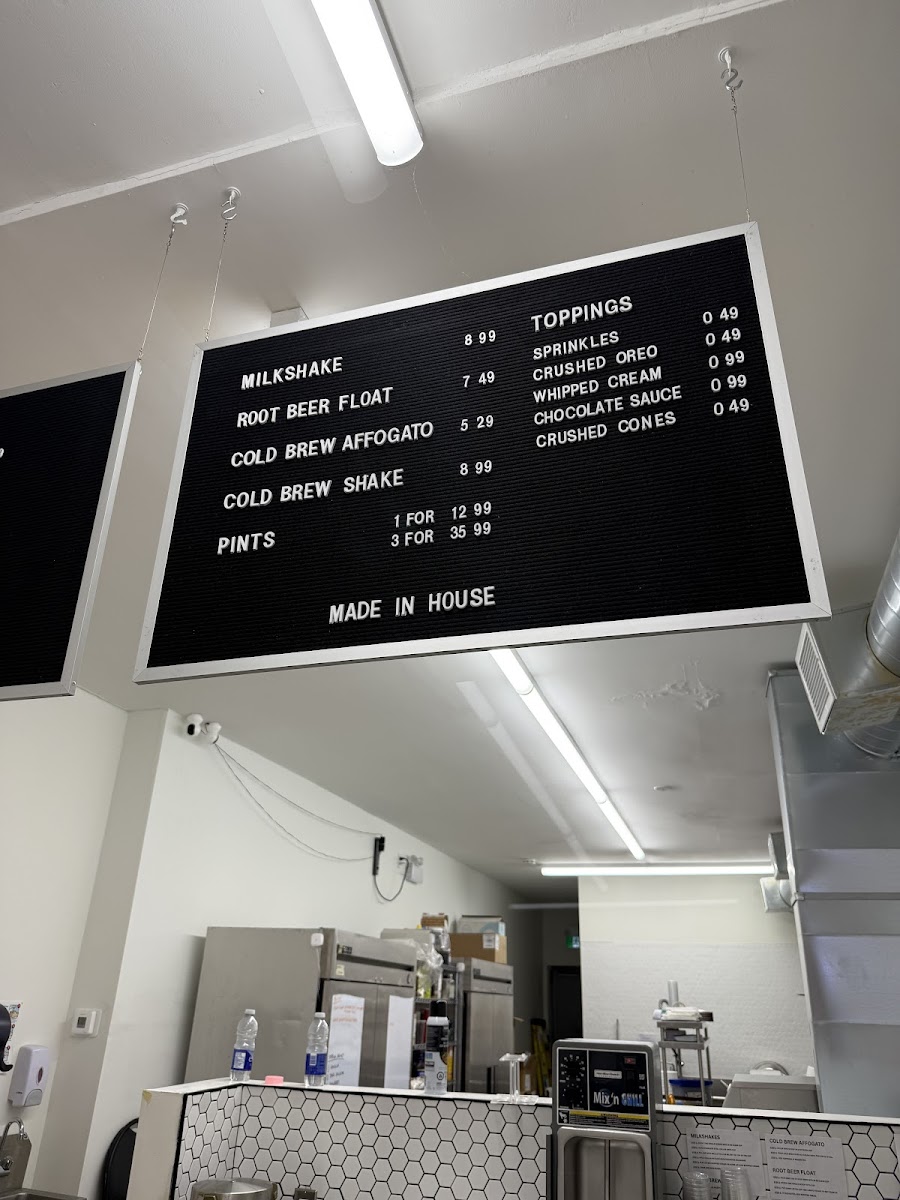 MILKSHAKE 8 99
ROOT BEER FLOAT 7 49
COLD BREW AFFOGATO 5 29
COLD BREW SHAKE 8 99
PINTS 1 FOR 12 99
3 FOR 35 99
MADE IN HOUSE
TOPPINGS
SPRINKLES 0 49
CRUSHED OREO 0 49
WHIPPED CREAM 0 99
CHOCOLATE SAUCE 0 99
CRUSHED CONES 0 49
Mix'n CHILL
MILKSHAKES
COLD BREW AFFOGATO
ROOT BEER FLOAT